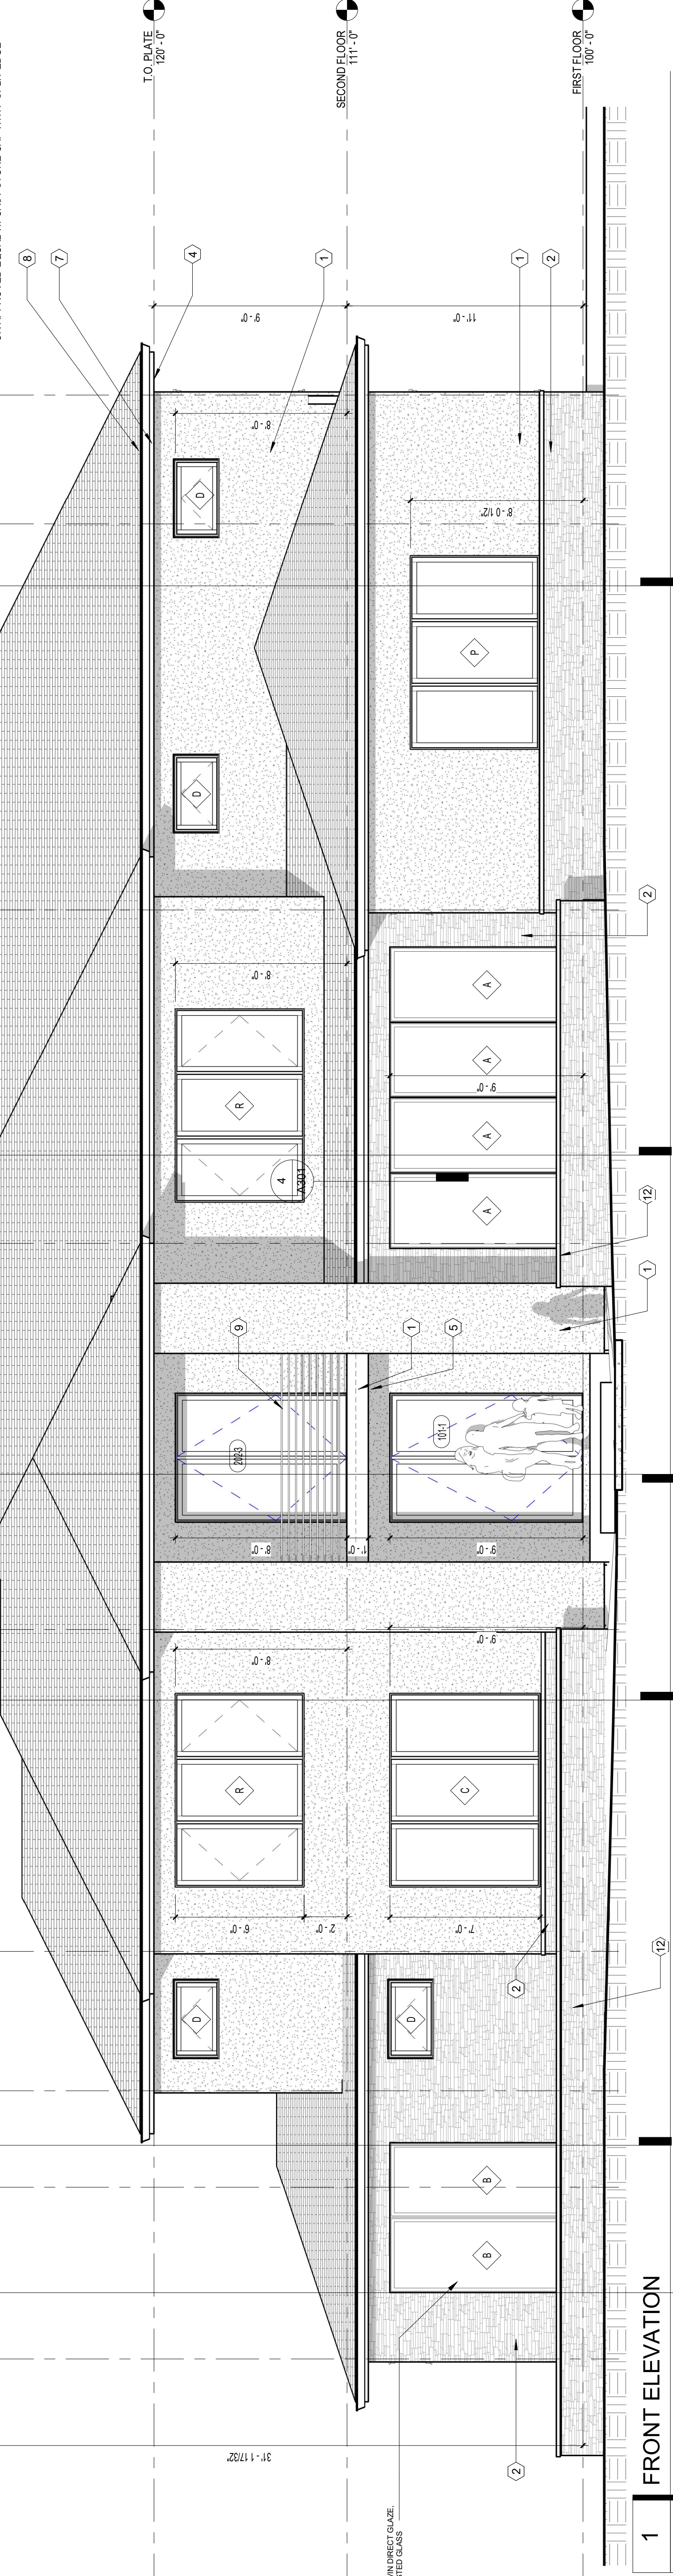 T.O. PLATE
120' - 0"
SECOND FLOOR
111' - 0"
FIRST FLOOR
100' - 0"
8
7
4
1
1
2
9' - 0"
11' - 0"
8' - 0"
D
8' - 0 1/2"
P
D
2
8' - 0"
R
A
A
A
A
9' - 0"
4
A301
12
1
9
1
5
202-3
101-1
8' - 0"
1' - 0"
9' - 0"
8' - 0"
9' - 0"
R
C
6' - 0"
2' - 0"
7' - 0"
2
12
D
D
B
B
2
31' - 1 17/32"
DIRECT GLAZE,
GLASS
1
FRONT ELEVATION